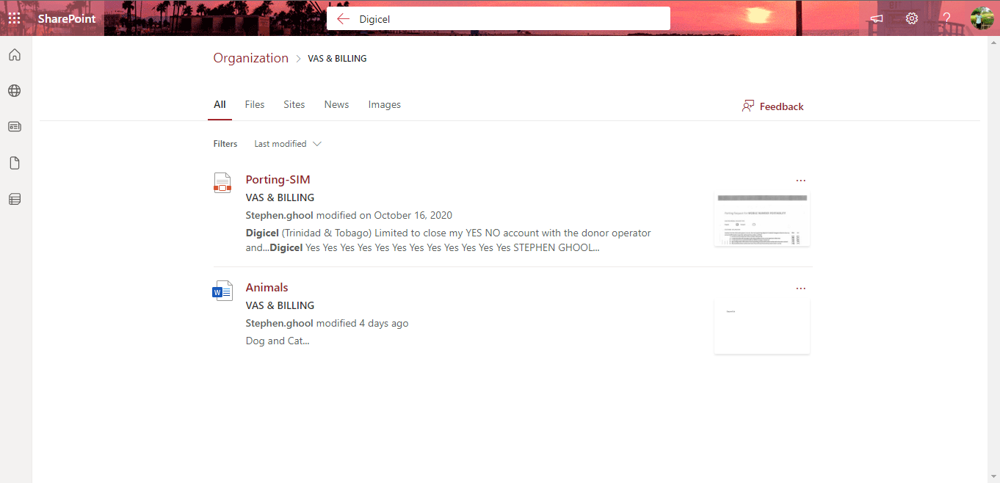 SharePoint
Digicel
Organization > VAS & BILLING
All Files Sites News Images
Feedback
Filters Last modified
Porting-SIM
VAS & BILLING
Stephen.ghool modified on October 16, 2020
Digicel (Trinidad & Tobago) Limited to close my YES NO account with the donor operator
and...Digicel Yes Yes Yes Yes Yes Yes Yes Yes Yes Yes Yes Yes STEPHEN GHOOL...
Animals
VAS & BILLING
Stephen.ghool modified 4 days ago
Dog and Cat...